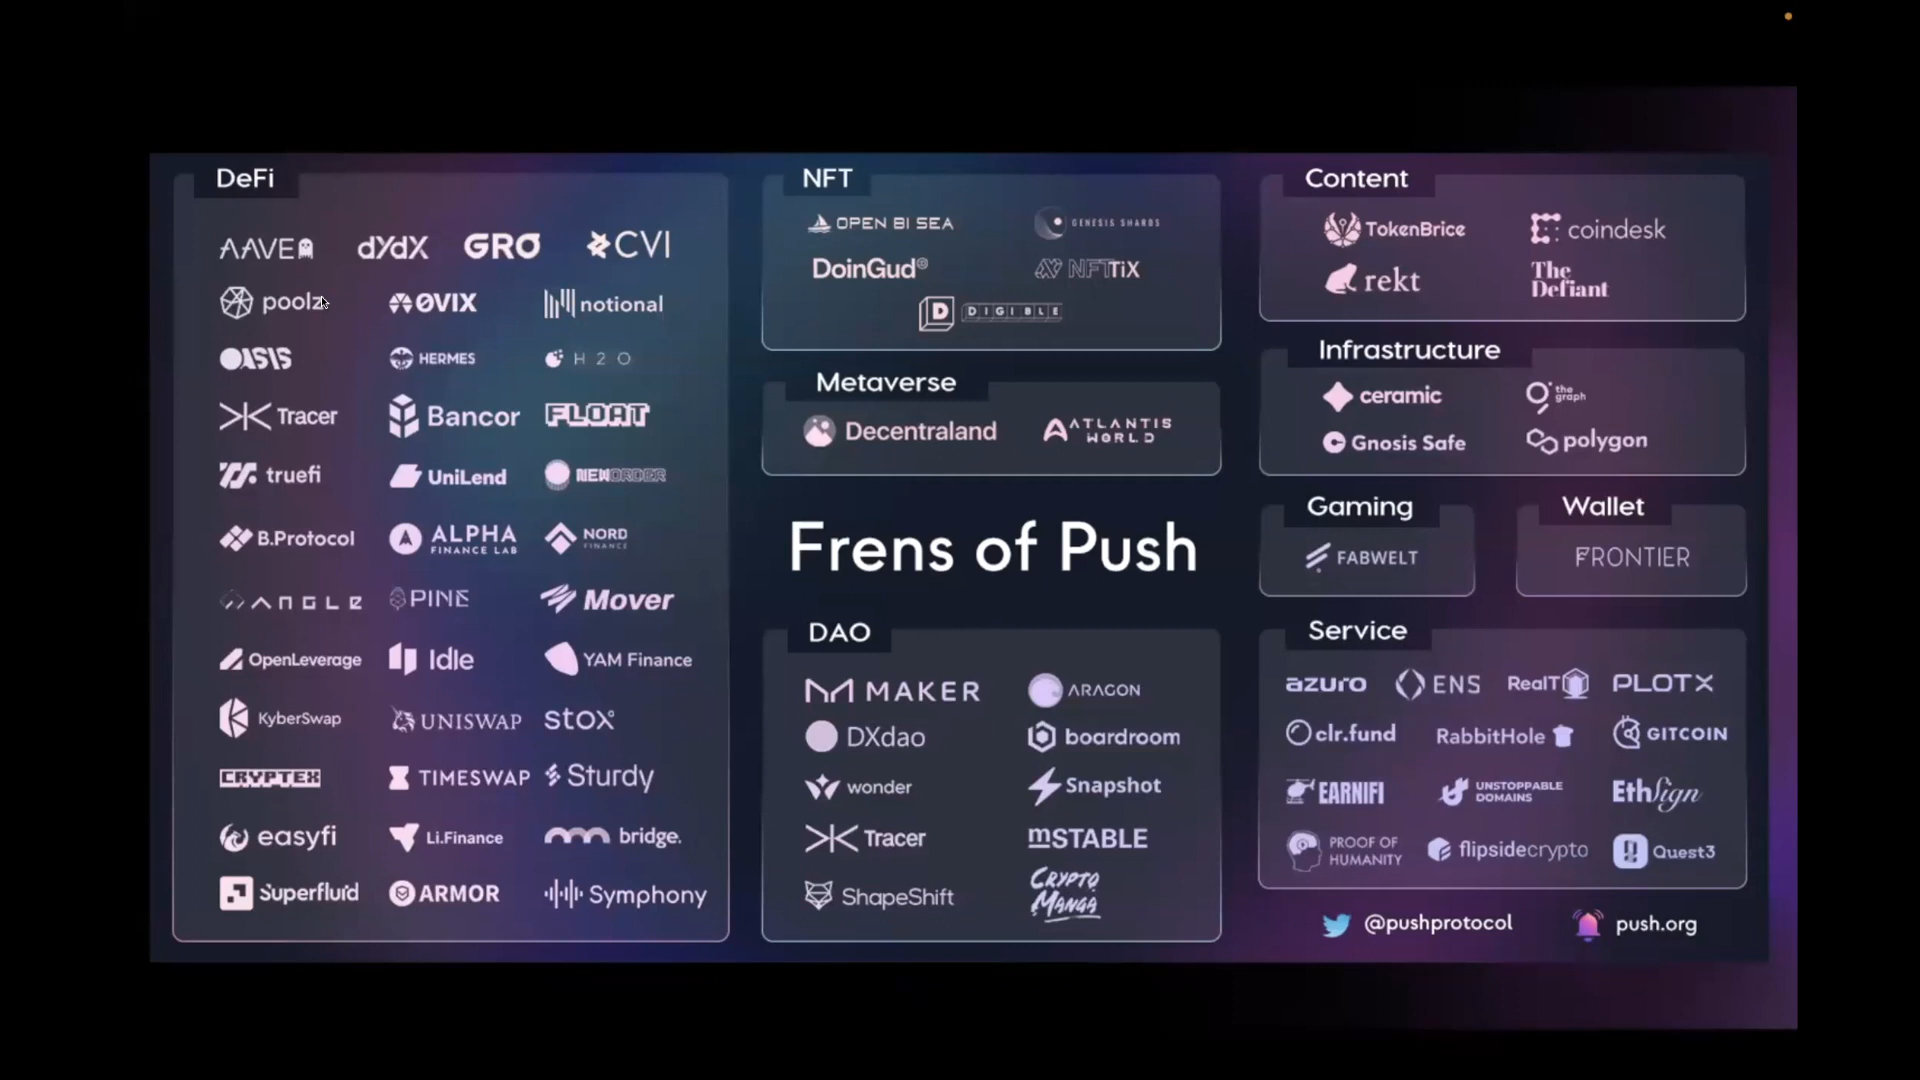 DeFi
AAVE dYdX GRO CVI
poolz 0VIX notional
OASIS HERMES H2O
Tracer Bancor FLOAT
truefi UniLend NEWORDER
B.Protocol ALPHA FINANCE LAB NORD FINANCE
ANGLE PINE Mover
OpenLeverage Idle YAM Finance
KyberSwap UNISWAP stox
CRYPTEX TIMESWAP Sturdy
easyfi Li.Finance bridge.
Superfluid ARMOR Symphony
NFT
OPEN BI SEA GENESIS SHARDS
DoinGud NFTTiX
DIGIBLE
Metaverse
Decentraland ATLANTIS WORLD
Frens of Push
DAO
MAKER ARAGON
DXdao boardroom
wonder Snapshot
Tracer mSTABLE
ShapeShift CRYPTO MANGA
Content
TokenBrice coindesk
rekt The Defiant
Infrastructure
ceramic the graph
Gnosis Safe polygon
Gaming
FABWELT
Wallet
FRONTIER
Service
azuro ENS RealT PLOTX
clr.fund RabbitHole GITCOIN
EARNIFI UNSTOPPABLE DOMAINS EthSign
PROOF OF HUMANITY flipsidecrypto Quest3
@pushprotocol push.org